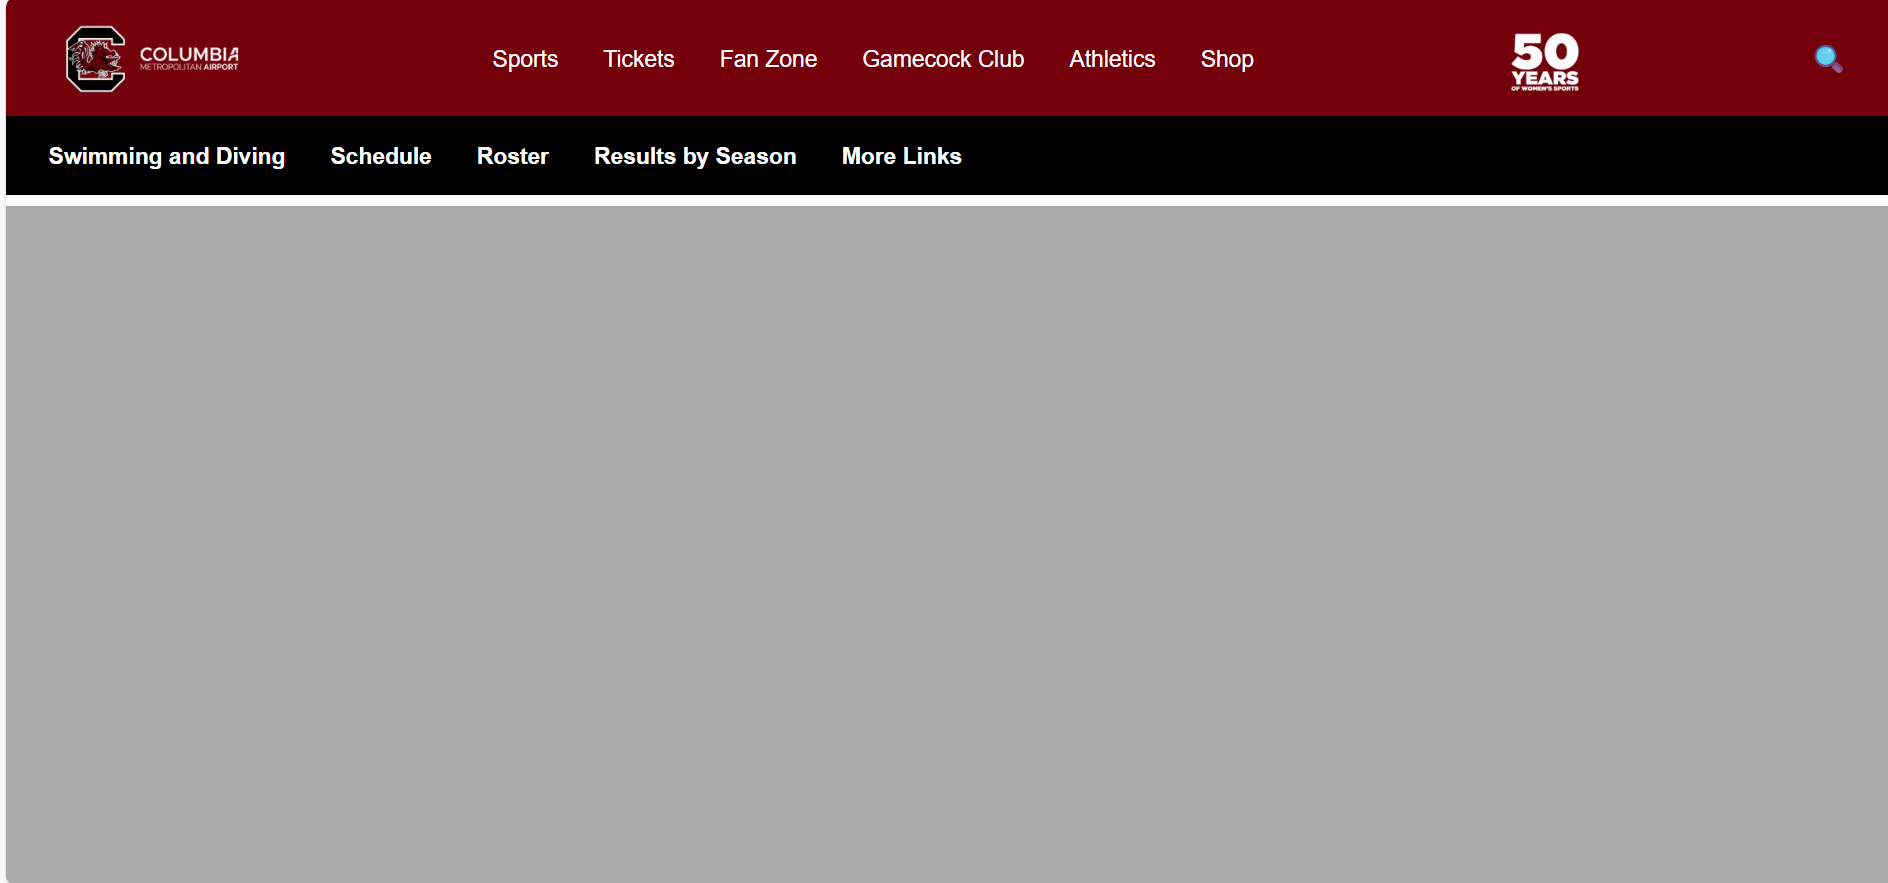 COLUMBIA
METROPOLITAN AIRPORT
Sports Tickets Fan Zone Gamecock Club Athletics Shop
50
YEARS
OF WOMEN'S SPORTS
Swimming and Diving Schedule Roster Results by Season More Links